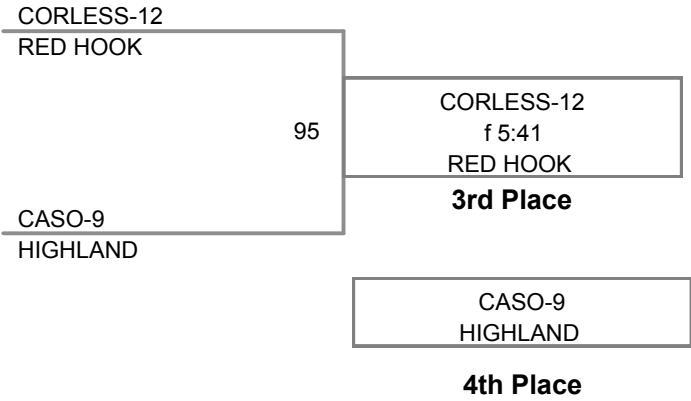 CORLESS-12
RED HOOK
95
CORLESS-12
f 5:41
RED HOOK
3rd Place
CASO-9
HIGHLAND
CASO-9
HIGHLAND
4th Place